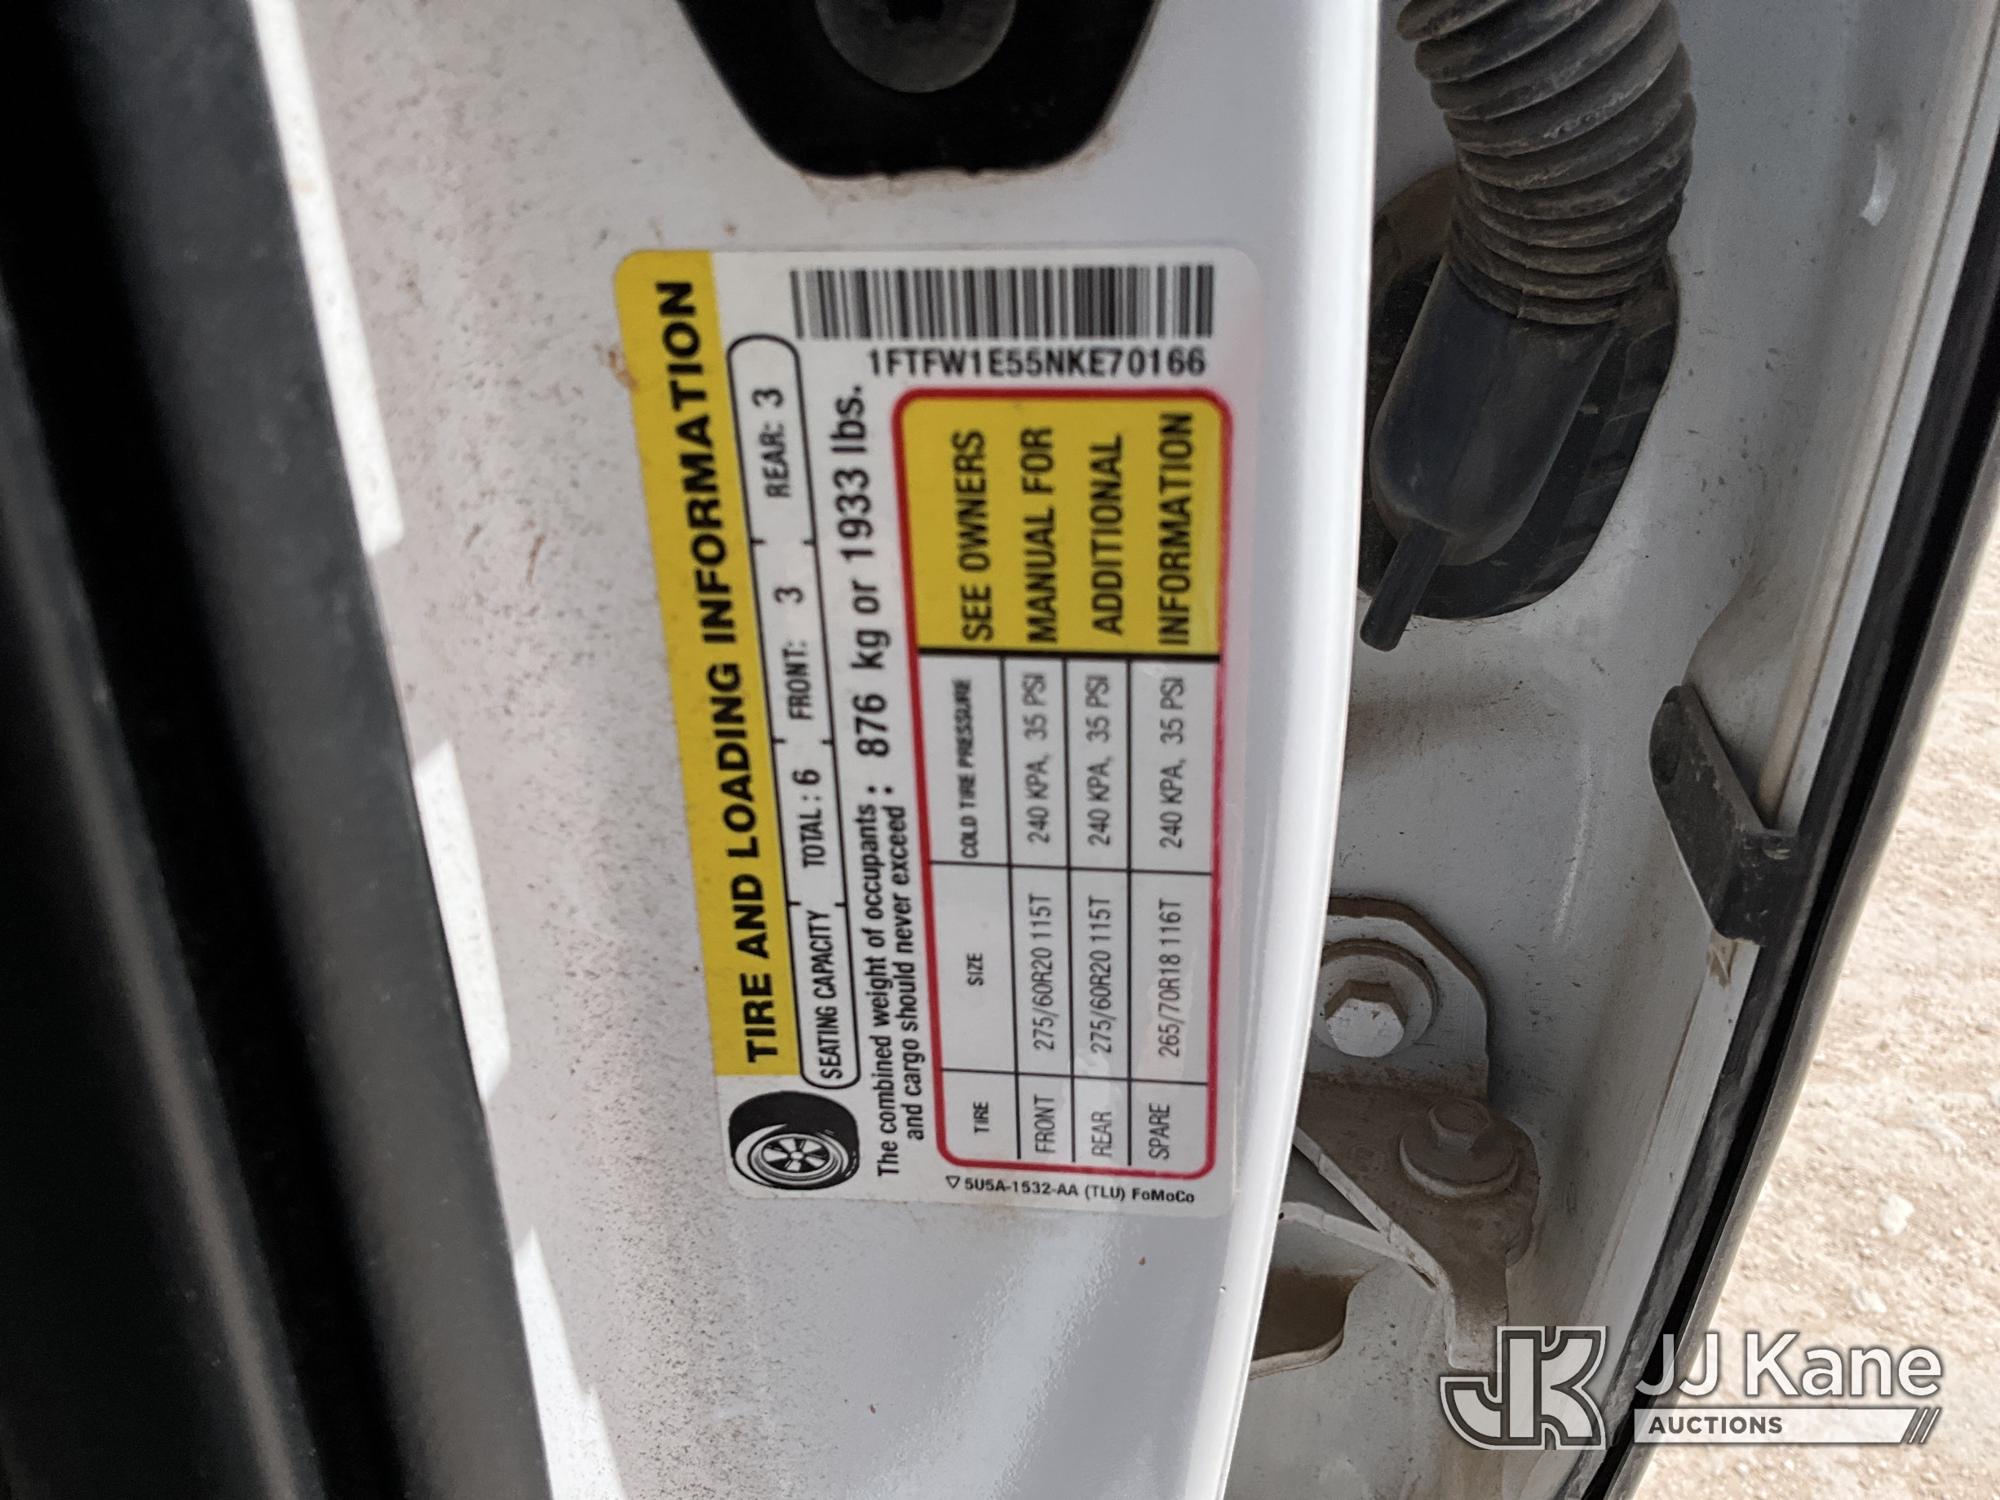 TIRE AND LOADING INFORMATION
SEATING CAPACITY TOTAL : 6 FRONT: 3 REAR: 3
The combined weight of occupants : 876 kg or 1933 lbs.
and cargo should never exceed :
1FTFW1E55NKE70166
TIRE SIZE COLD TIRE PRESSURE
FRONT 275/60R20 115T 240 KPA, 35 PSI
REAR 275/60R20 115T 240 KPA, 35 PSI
SPARE 265/70R18 116T 240 KPA, 35 PSI
SEE OWNERS
MANUAL FOR
ADDITIONAL
INFORMATION
5U5A-1532-AA (TLU) FoMoCo
JK JJ Kane
AUCTIONS